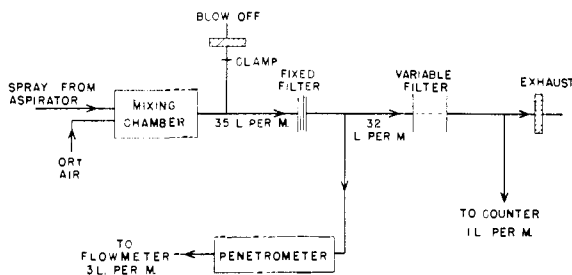 BLOW OFF
CLAMP
FIXED
FILTER
VARIABLE
FILTER
EXHAUST
SPRAY FROM
ASPIRATOR
MIXING
CHAMBER
35 L PER M.
32
L PER M.
ORT
AIR
TO COUNTER
1 L PER M.
TO
FLOWMETER
3 L. PER M.
PENETROMETER